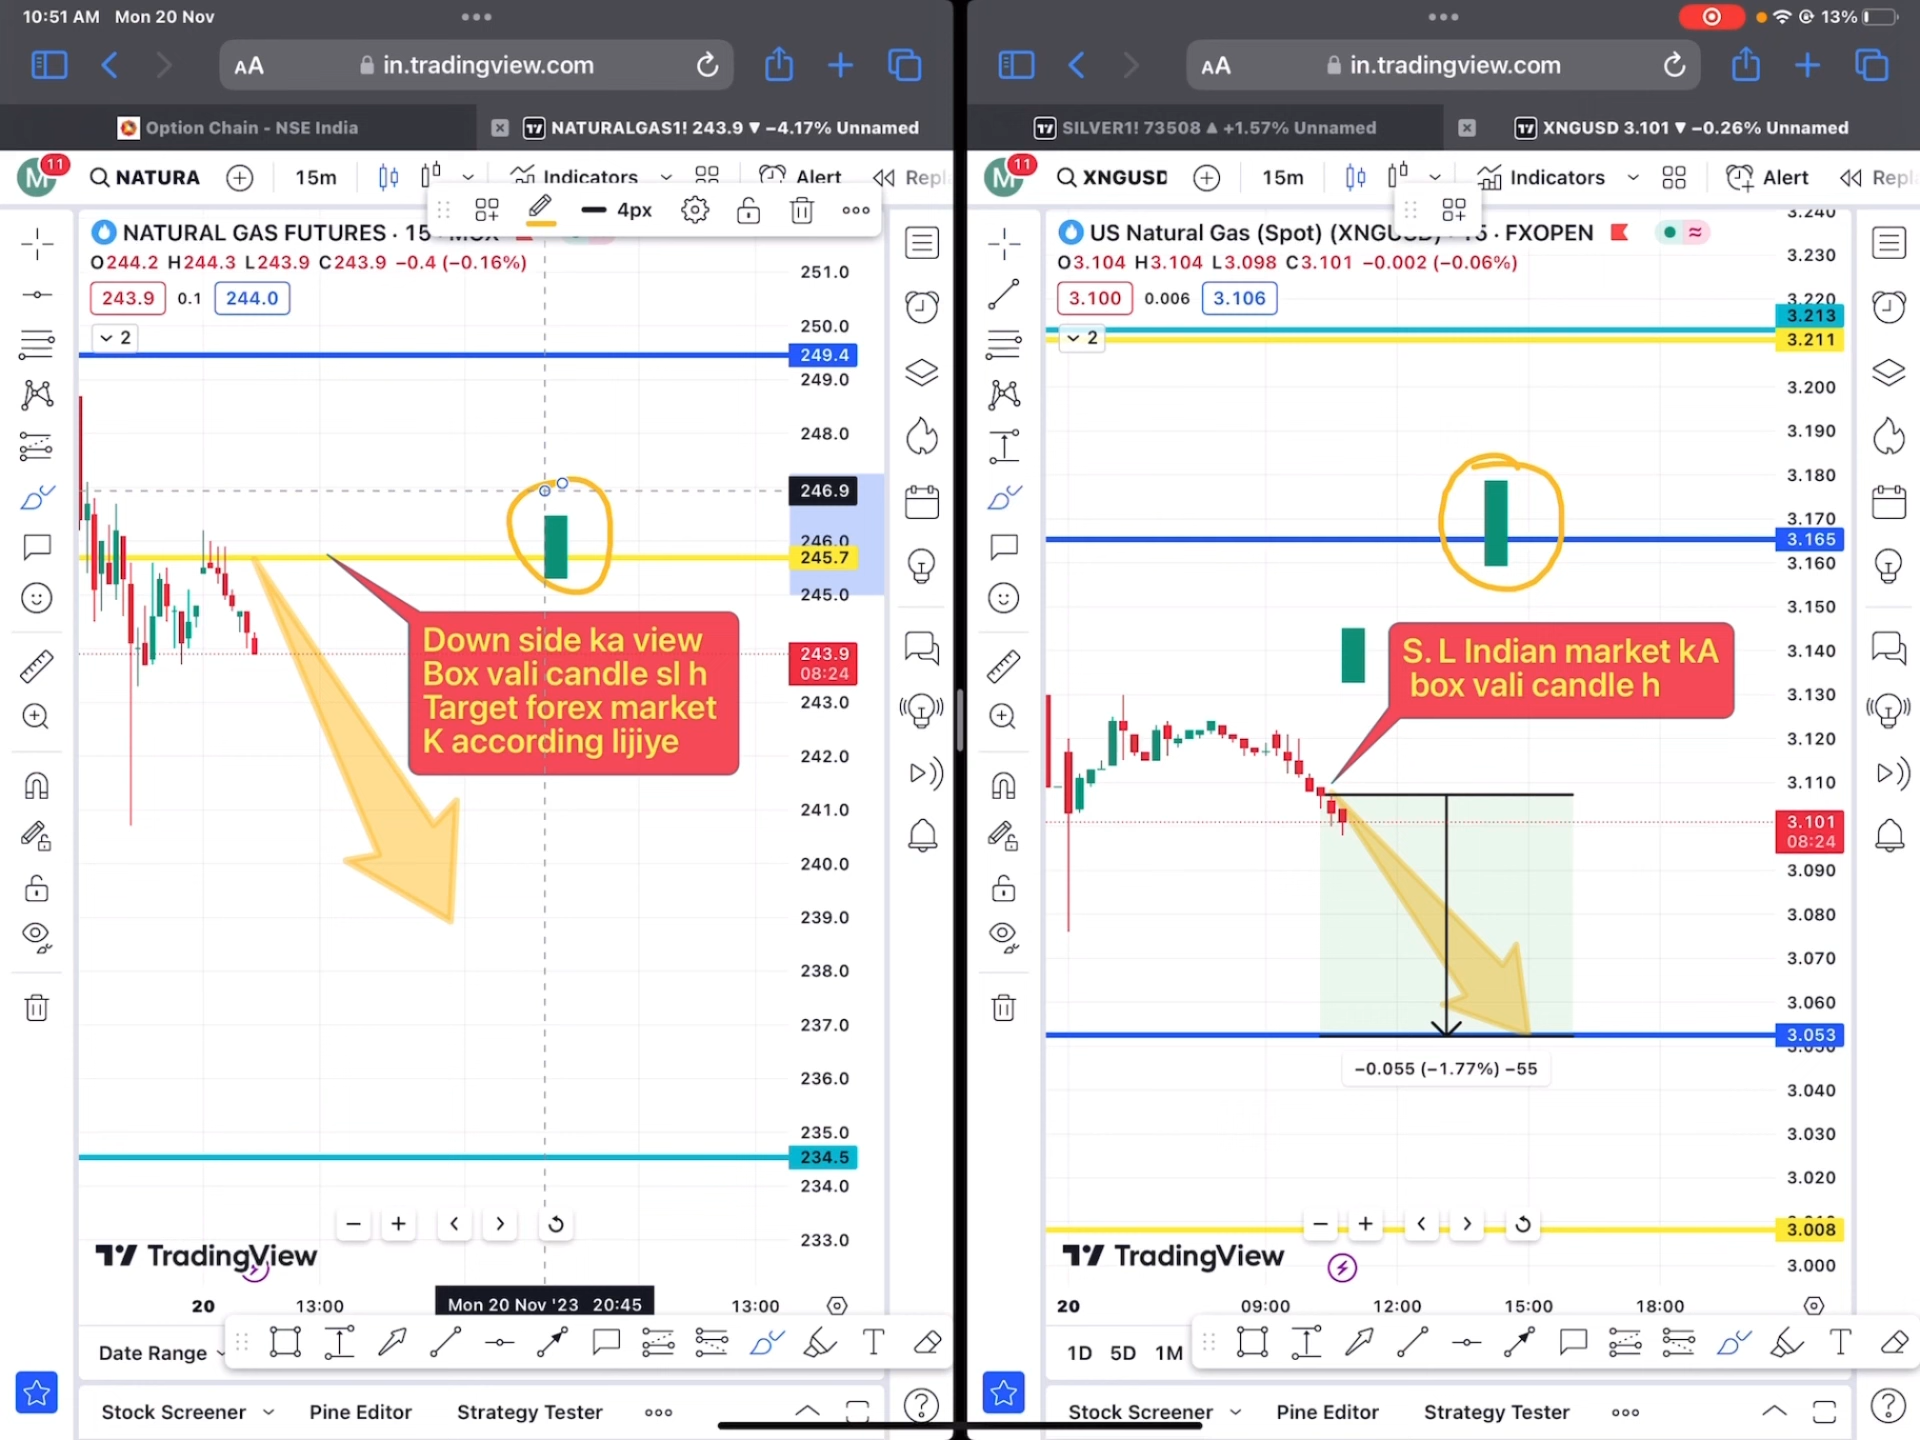 10:51 AM Mon 20 Nov
13%
AA in.tradingview.com
AA in.tradingview.com
Option Chain - NSE India
NATURALGAS1! 243.9 ▼ −4.17% Unnamed
SILVER1! 73508 ▲ +1.57% Unnamed
XNGUSD 3.101 ▼ −0.26% Unnamed
M 11 NATURA 15m Indicators Alert
4px
NATURAL GAS FUTURES · 15
O244.2 H244.3 L243.9 C243.9 −0.4 (−0.16%)
243.9 0.1 244.0
2
251.0
250.0
249.4
249.0
248.0
246.9
246.0
245.7
245.0
243.9
08:24
243.0
242.0
241.0
240.0
239.0
238.0
237.0
236.0
235.0
234.5
234.0
233.0
Down side ka view
Box vali candle sl h
Target forex market
K according lijiye
TradingView
20 13:00 Mon 20 Nov '23 20:45 13:00
Date Range
T
Stock Screener Pine Editor Strategy Tester
M 11 XNGUSD 15m Indicators Alert
US Natural Gas (Spot) (XNGUSD) · 15 · FXOPEN
O3.104 H3.104 L3.098 C3.101 −0.002 (−0.06%)
3.100 0.006 3.106
2
3.240
3.230
3.220
3.213
3.211
3.200
3.190
3.180
3.170
3.165
3.160
3.150
3.140
3.130
3.120
3.110
3.101
08:24
3.090
3.080
3.070
3.060
3.053
3.040
3.030
3.020
3.008
3.000
S. L Indian market kA
box vali candle h
−0.055 (−1.77%) −55
TradingView
20 09:00 12:00 15:00 18:00
1D 5D 1M
T
Stock Screener Pine Editor Strategy Tester